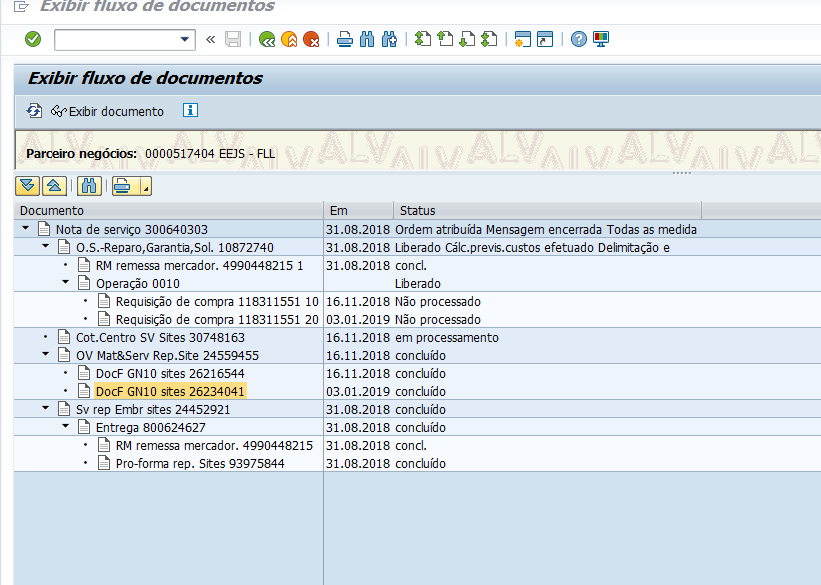 Exibir fluxo de documentos
Exibir fluxo de documentos
Exibir documento
Parceiro negócios: 0000517404 EEJS - FLL
Documento Em Status
Nota de serviço 300640303 31.08.2018 Ordem atribuída Mensagem encerrada Todas as medida
O.S.-Reparo,Garantia,Sol. 10872740 31.08.2018 Liberado Cálc.previs.custos efetuado Delimitação e
RM remessa mercador. 4990448215 1 31.08.2018 concl.
Operação 0010 Liberado
Requisição de compra 118311551 10 16.11.2018 Não processado
Requisição de compra 118311551 20 03.01.2019 Não processado
Cot.Centro SV Sites 30748163 16.11.2018 em processamento
OV Mat&Serv Rep.Site 24559455 16.11.2018 concluído
DocF GN10 sites 26216544 16.11.2018 concluído
DocF GN10 sites 26234041 03.01.2019 concluído
Sv rep Embr sites 24452921 31.08.2018 concluído
Entrega 800624627 31.08.2018 concluído
RM remessa mercador. 4990448215 31.08.2018 concl.
Pro-forma rep. Sites 93975844 31.08.2018 concluído